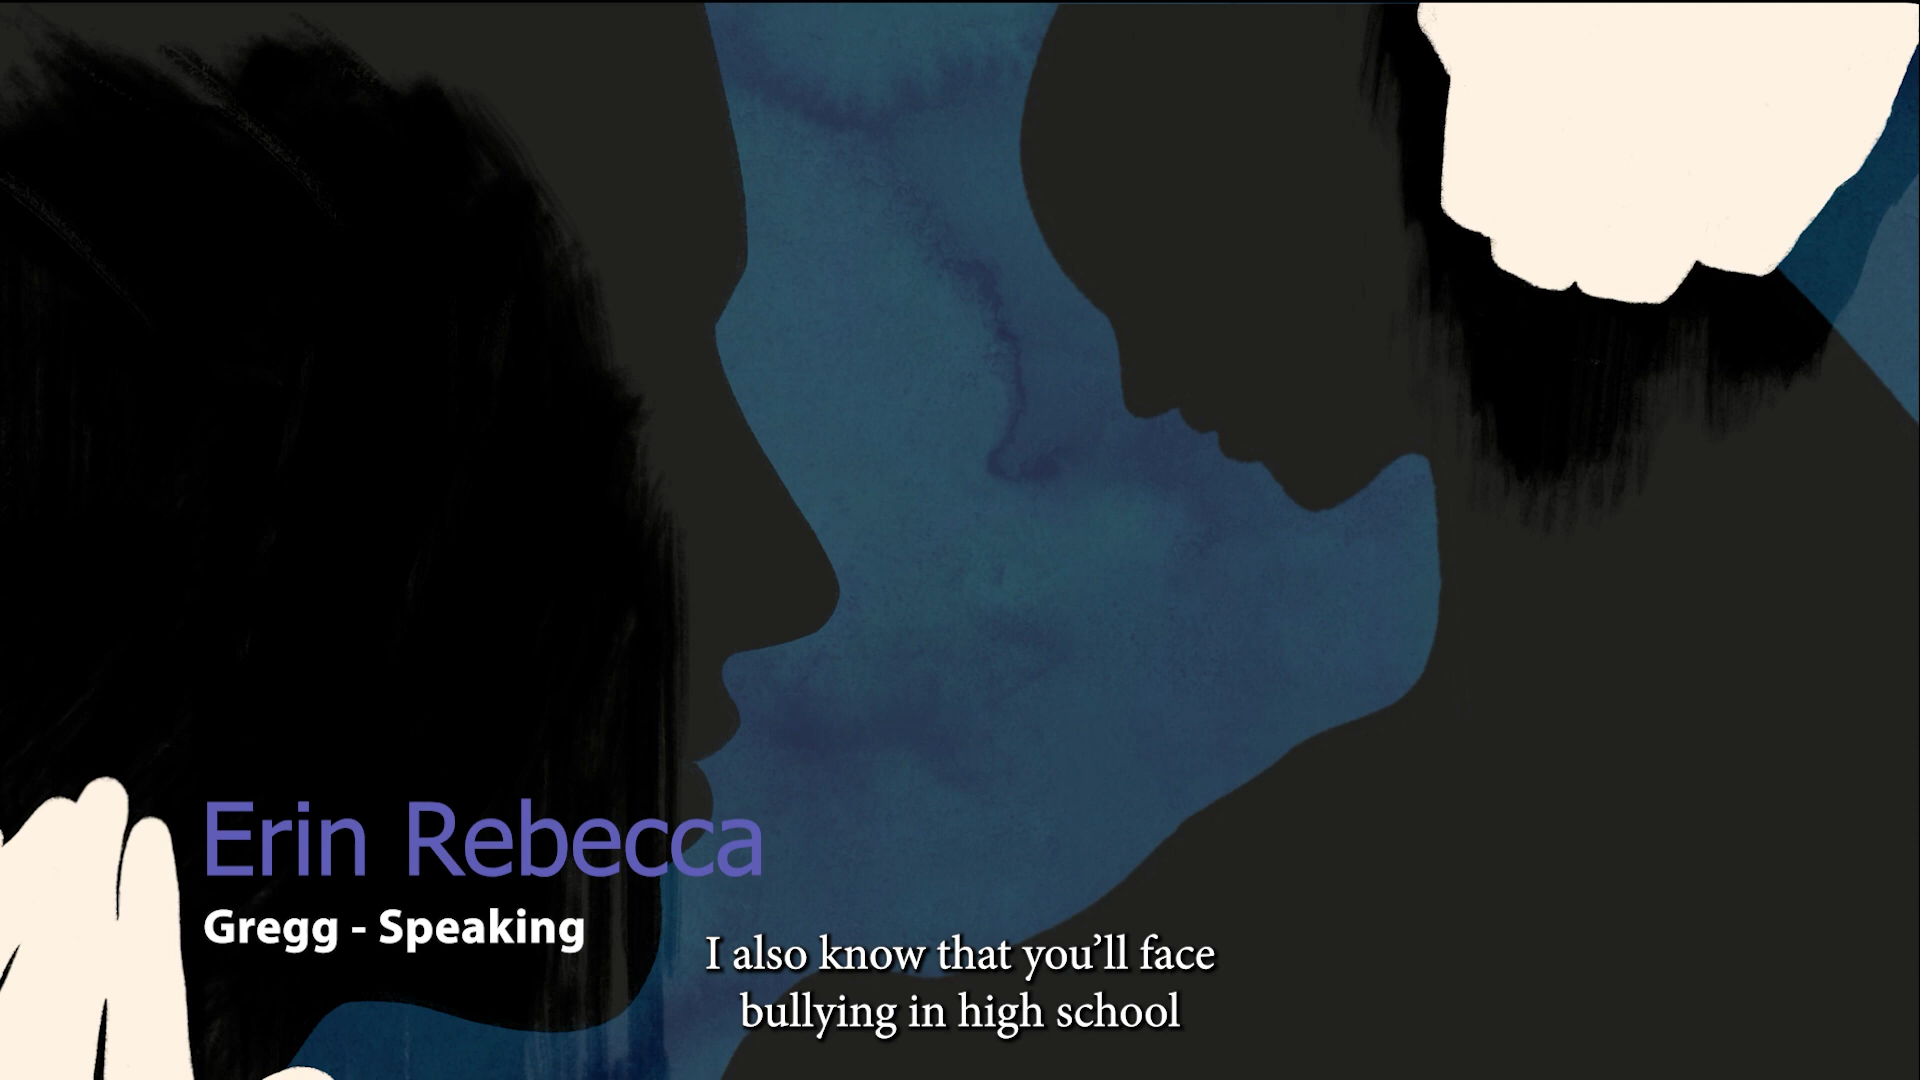 Erin Rebecca
Gregg - Speaking
I also know that you’ll face
bullying in high school